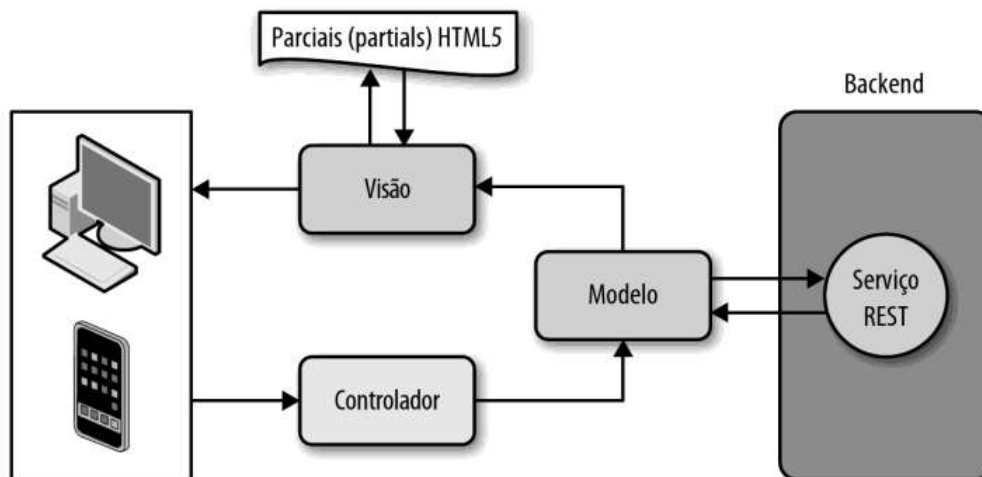 Parciais (partials) HTML5
Backend
Visão
Modelo
Serviço
REST
Controlador